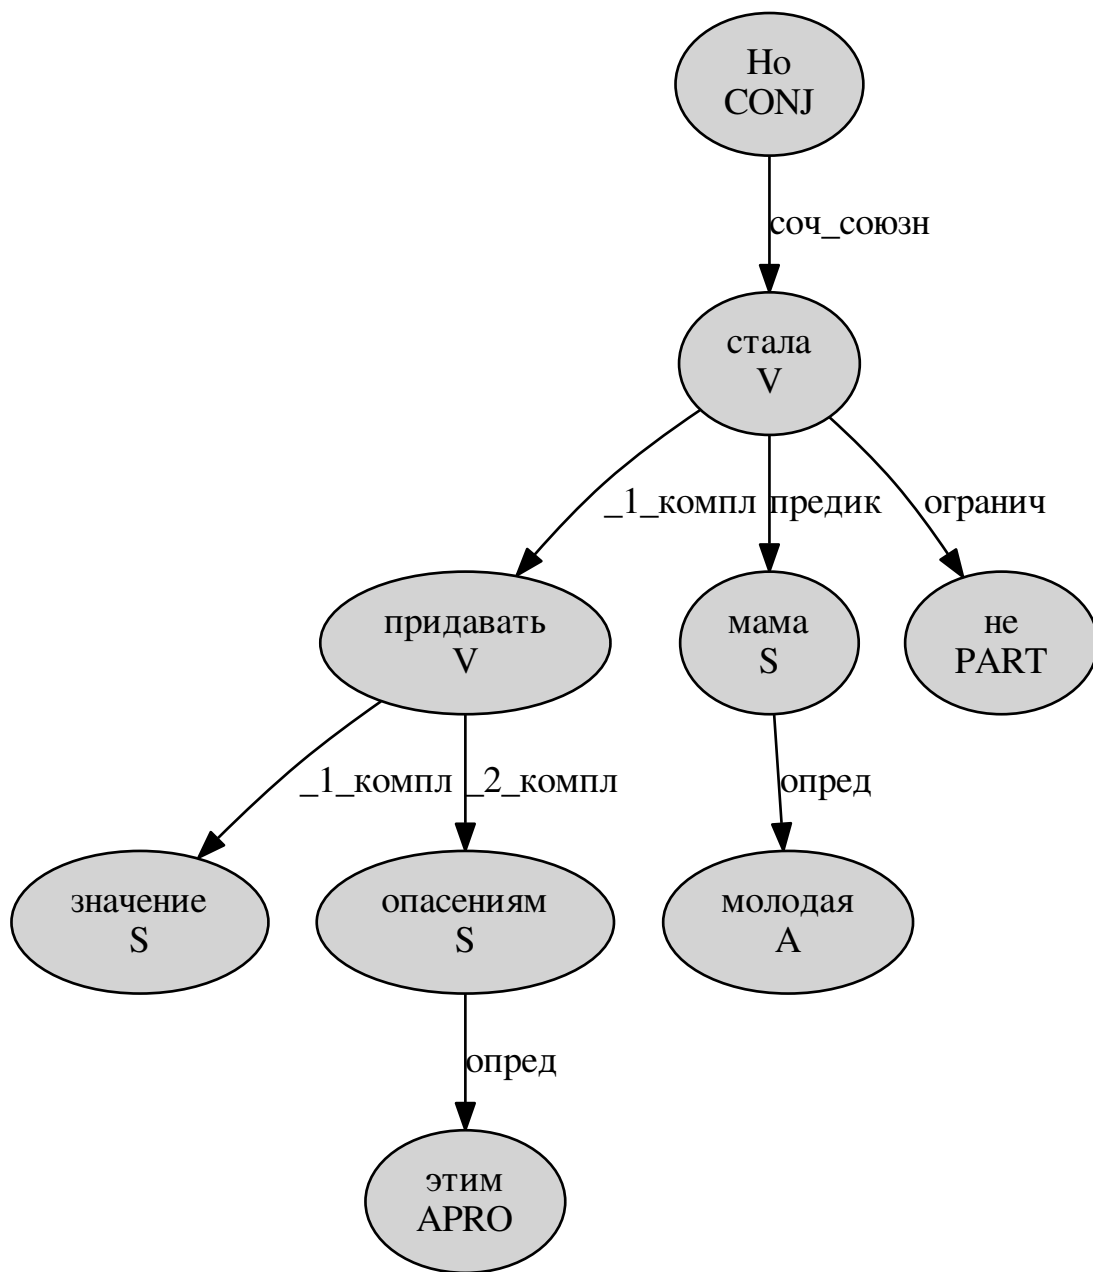 Но
CONJ
соч_союзн
стала
V
_1_компл
предик
огранич
придавать
V
мама
S
не
PART
_1_компл
_2_компл
опред
значение
S
опасениям
S
молодая
A
опред
этим
APRO